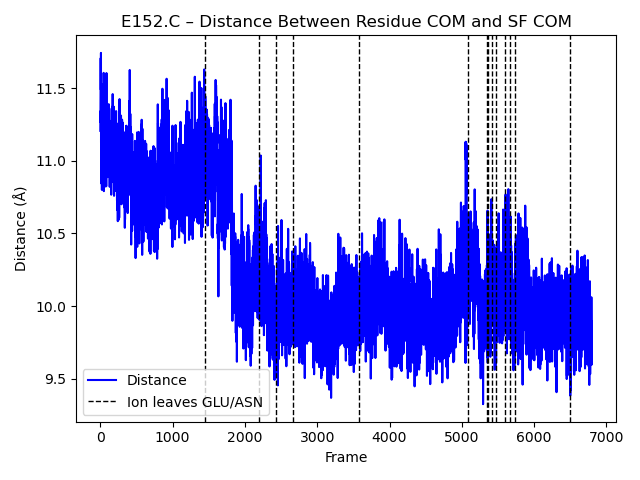 E152.C – Distance Between Residue COM and SF COM
Distance (Å)
11.5
11.0
10.5
10.0
9.5
Distance
Ion leaves GLU/ASN
0 1000 2000 3000 4000 5000 6000 7000
Frame